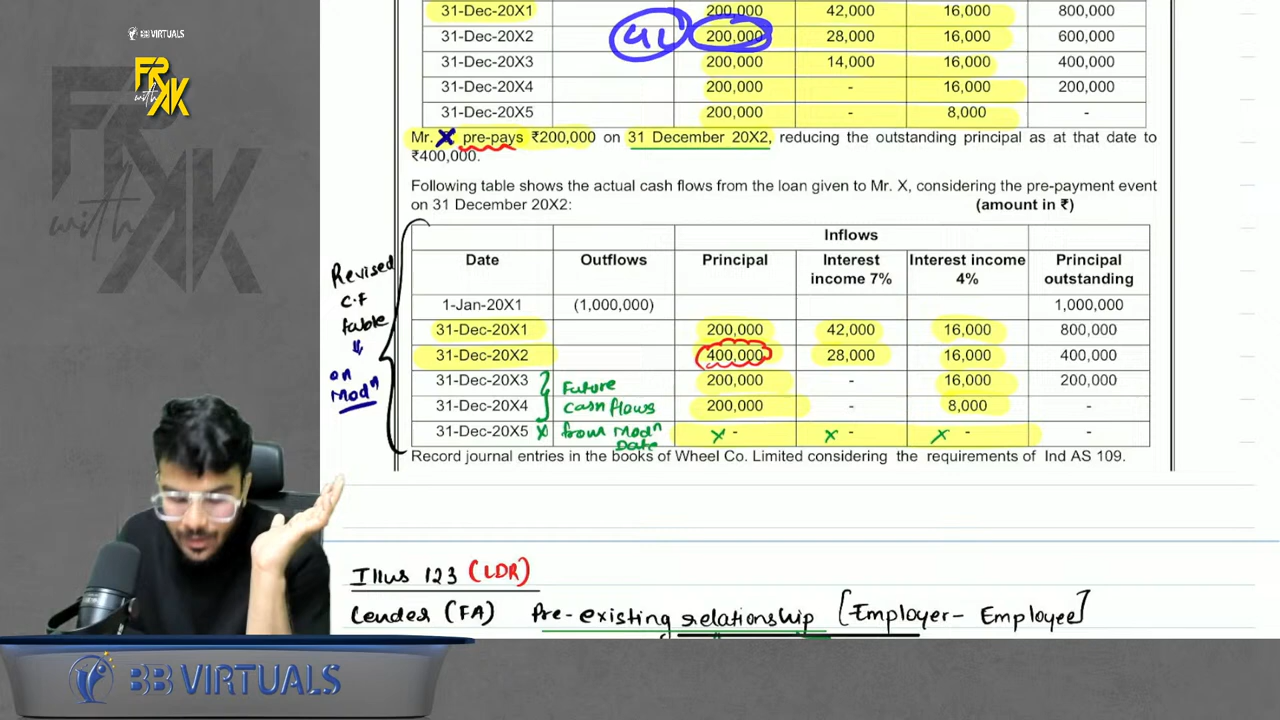 BB VIRTUALS
FR
with
AK
FR
with
AK
31-Dec-20X1 200,000 42,000 16,000 800,000
31-Dec-20X2 200,000 28,000 16,000 600,000
31-Dec-20X3 200,000 14,000 16,000 400,000
31-Dec-20X4 200,000 - 16,000 200,000
31-Dec-20X5 200,000 - 8,000 -
Mr. X pre-pays ₹200,000 on 31 December 20X2, reducing the outstanding principal as at that date to
₹400,000.
Following table shows the actual cash flows from the loan given to Mr. X, considering the pre-payment event
on 31 December 20X2: (amount in ₹)
Inflows
Date Outflows Principal Interest income 7% Interest income 4% Principal outstanding
1-Jan-20X1 (1,000,000) 1,000,000
31-Dec-20X1 200,000 42,000 16,000 800,000
31-Dec-20X2 400,000 28,000 16,000 400,000
31-Dec-20X3 Future 200,000 - 16,000 200,000
31-Dec-20X4 cash flows 200,000 - 8,000 -
31-Dec-20X5 X from Modn Date X - X - X - -
Revised
C.F
table
on
Modn
Record journal entries in the books of Wheel Co. Limited considering the requirements of Ind AS 109.
Illus 123 (LDR)
Lender (FA) Pre-existing relationship [Employer- Employee]
BB VIRTUALS